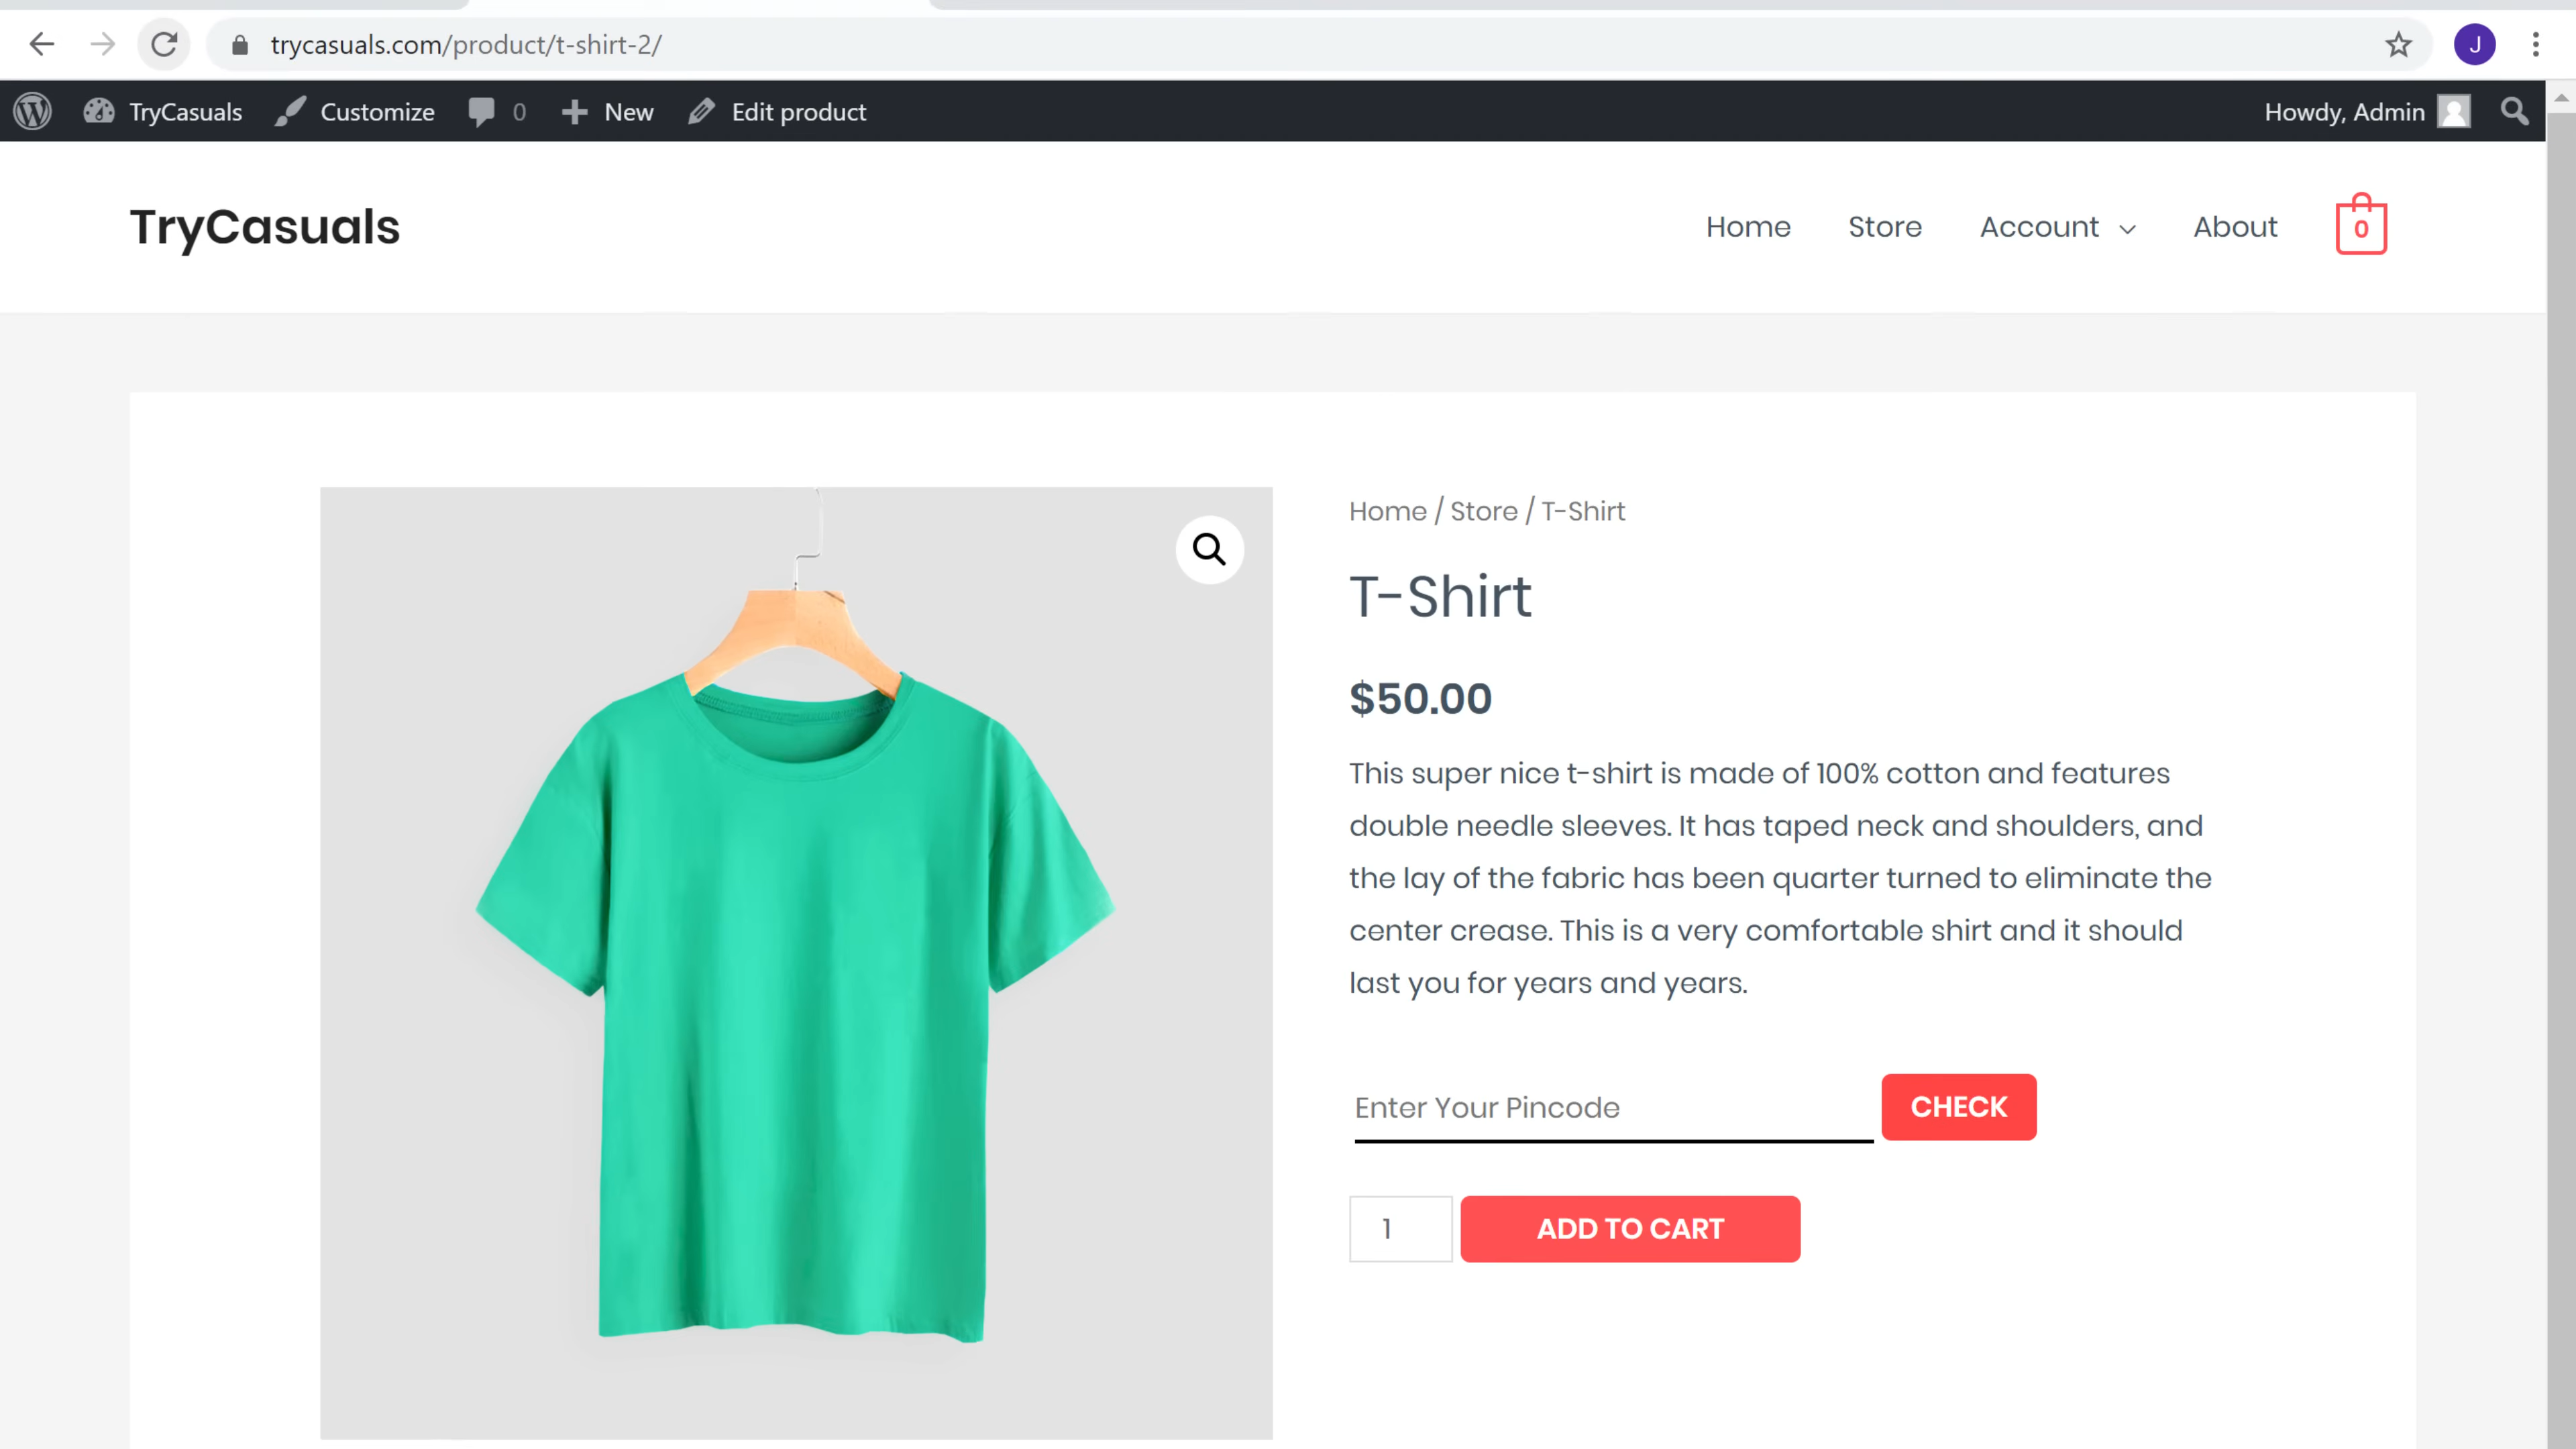 trycasuals.com/product/t-shirt-2/
J
TryCasuals Customize 0 New Edit product Howdy, Admin
TryCasuals Home Store Account About 0
Home / Store / T-Shirt
T-Shirt
$50.00
This super nice t-shirt is made of 100% cotton and features
double needle sleeves. It has taped neck and shoulders, and
the lay of the fabric has been quarter turned to eliminate the
center crease. This is a very comfortable shirt and it should
last you for years and years.
Enter Your Pincode CHECK
1 ADD TO CART